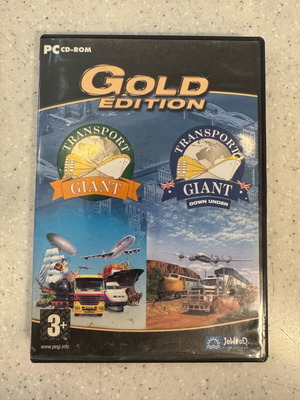 PC CD-ROM
GOLD
EDITION
TRANSPORT
GIANT
TRANSPORT
GIANT
DOWN UNDER
3+
www.pegi.info
JoWooD